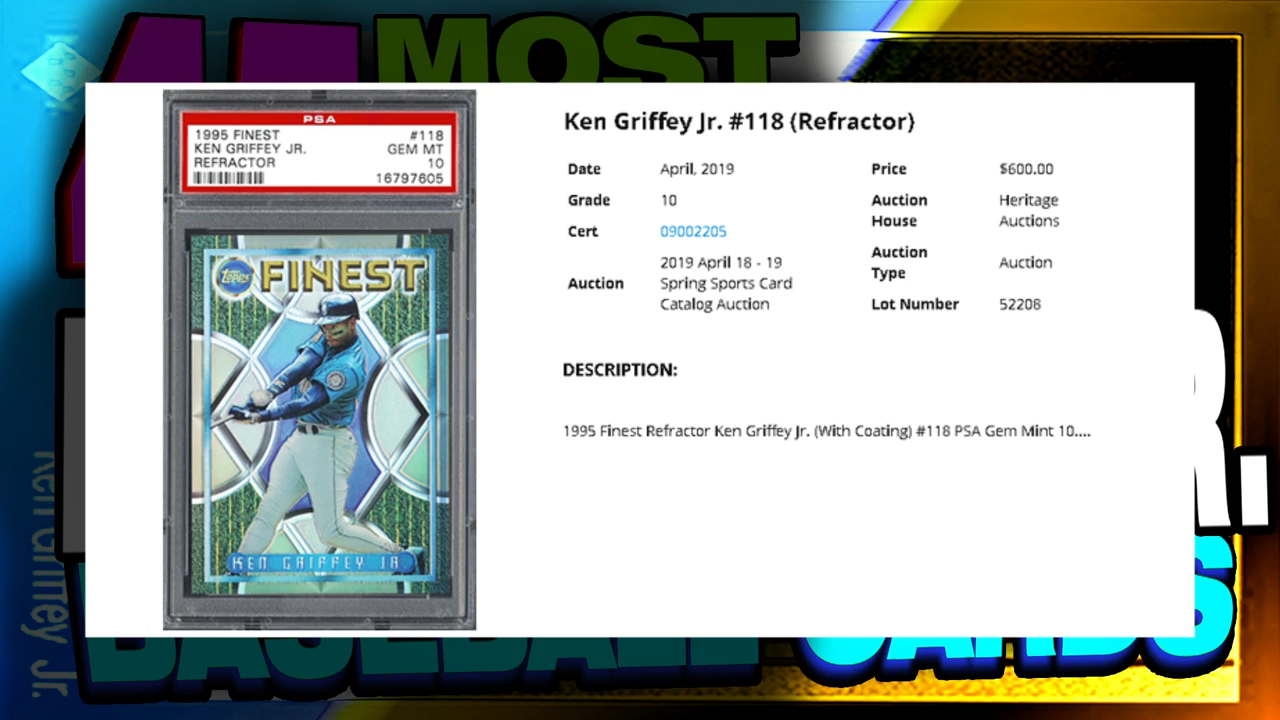 MOST
PSA
1995 FINEST #118
KEN GRIFFEY JR. GEM MT
REFRACTOR 10
16797605
Topps FINEST
KEN GRIFFEY JR
Ken Griffey Jr. #118 (Refractor)
Date April, 2019 Price $600.00
Grade 10 Auction House Heritage Auctions
Cert 09002205
Auction Type Auction
Auction 2019 April 18 - 19
Spring Sports Card
Catalog Auction
Lot Number 52208
DESCRIPTION:
1995 Finest Refractor Ken Griffey Jr. (With Coating) #118 PSA Gem Mint 10....
Ken Griffey Jr.
R.
BASEBALL CARDS